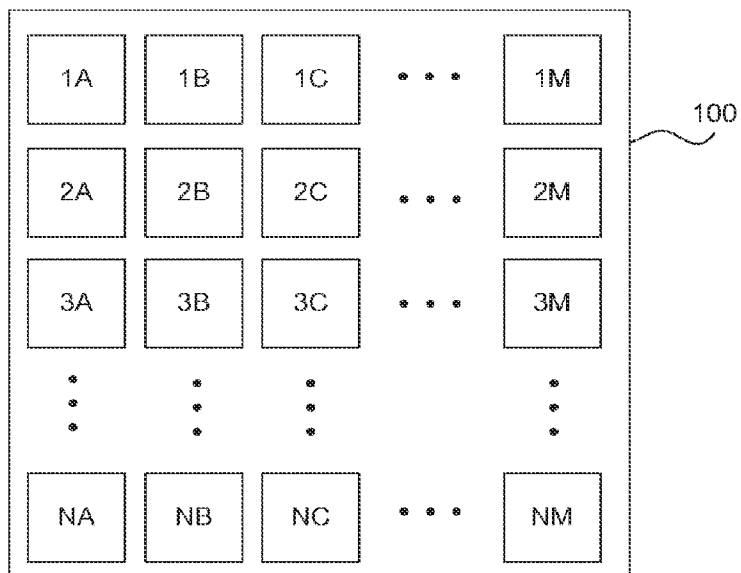 1A 1B 1C ••• 1M
100
2A 2B 2C ••• 2M
3A 3B 3C ••• 3M
NA NB NC ••• NM